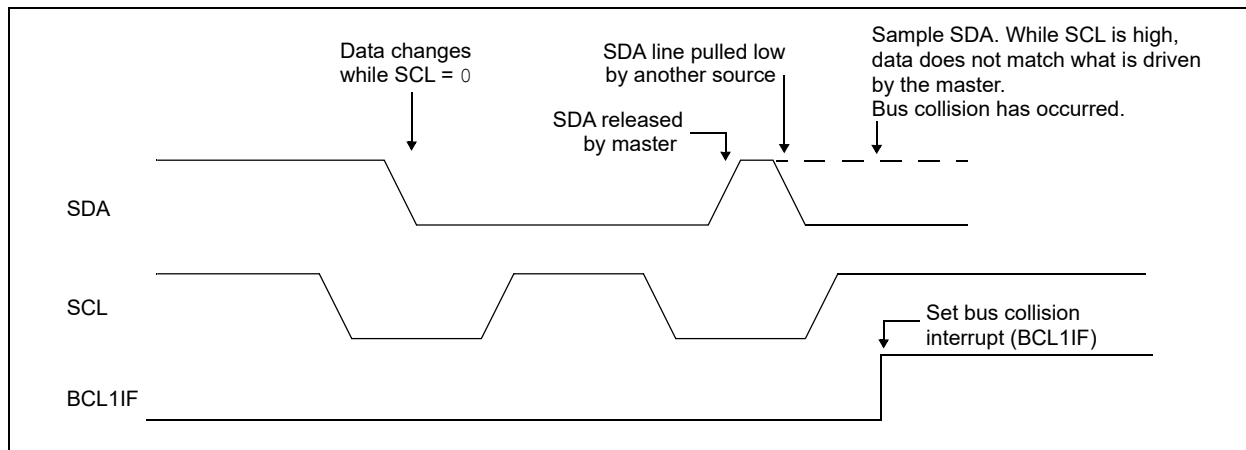 Data changes
while SCL = 0
SDA line pulled low
by another source
Sample SDA. While SCL is high,
data does not match what is driven
by the master.
Bus collision has occurred.
SDA released
by master
SDA
SCL
Set bus collision
interrupt (BCL1IF)
BCL1IF